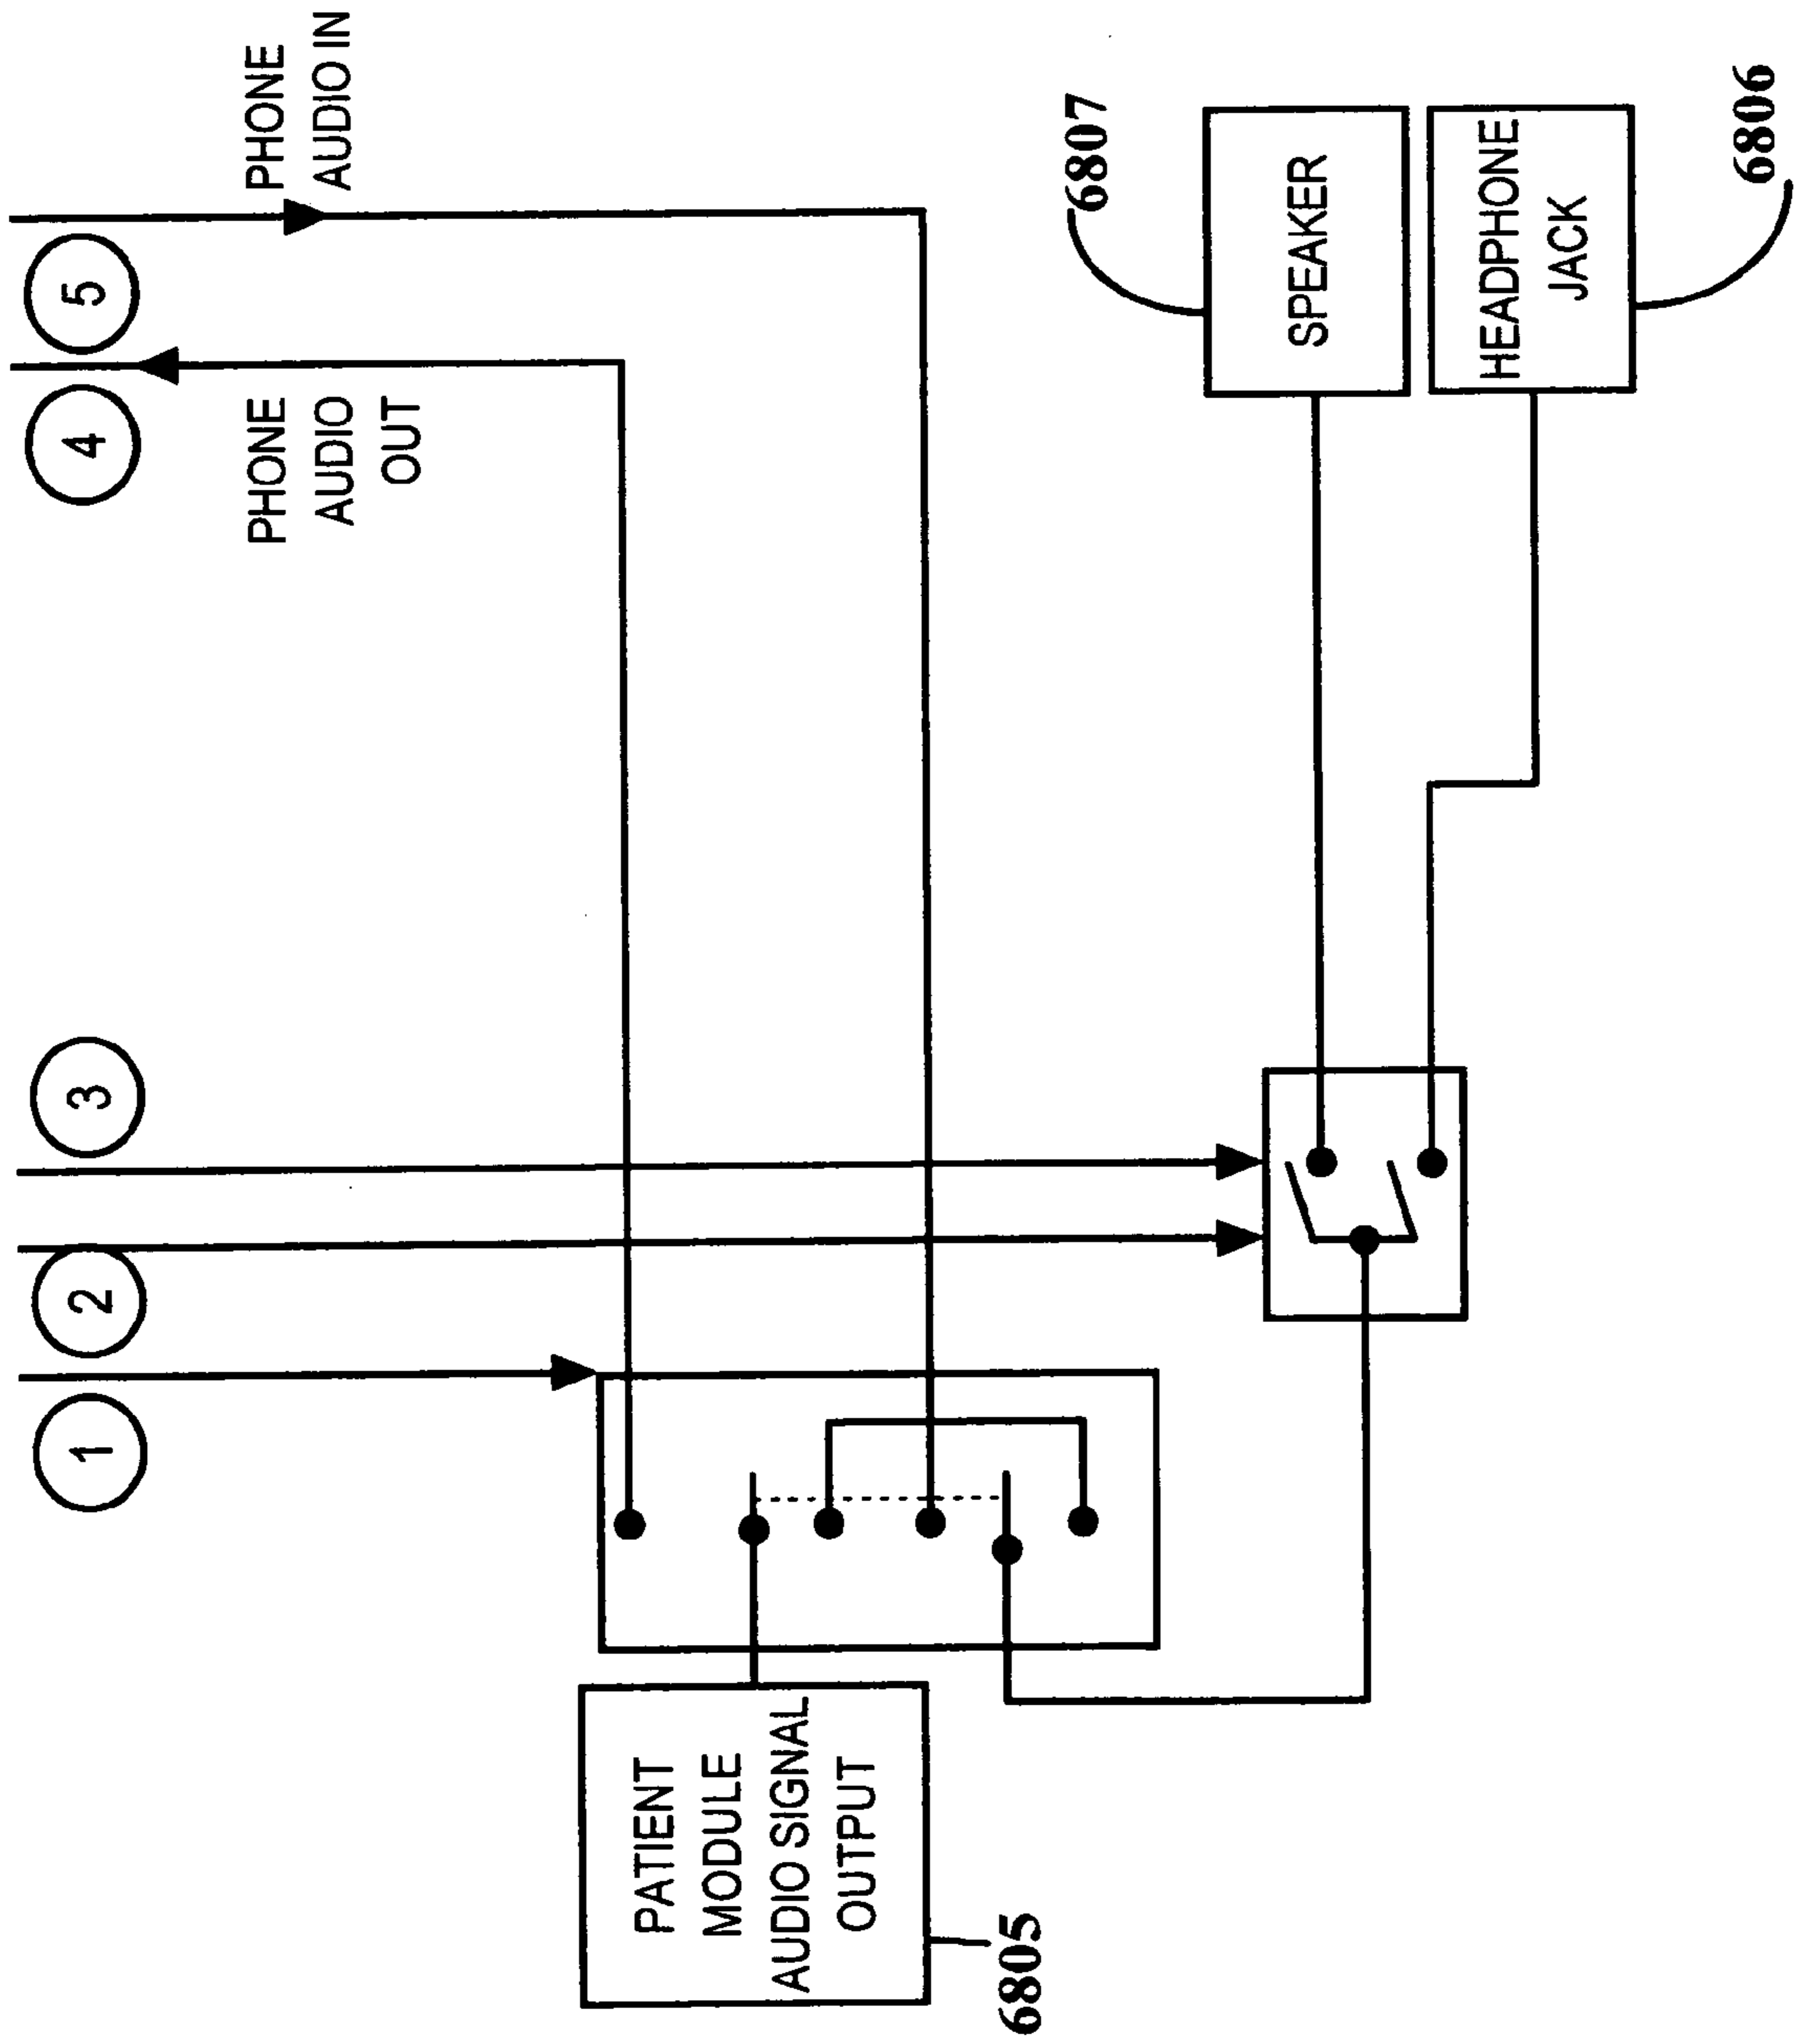 1
2
3
4
5
PHONE
AUDIO
OUT
PHONE
AUDIO IN
PATIENT
MODULE
AUDIO SIGNAL
OUTPUT
6805
6807
SPEAKER
HEADPHONE
JACK
6806